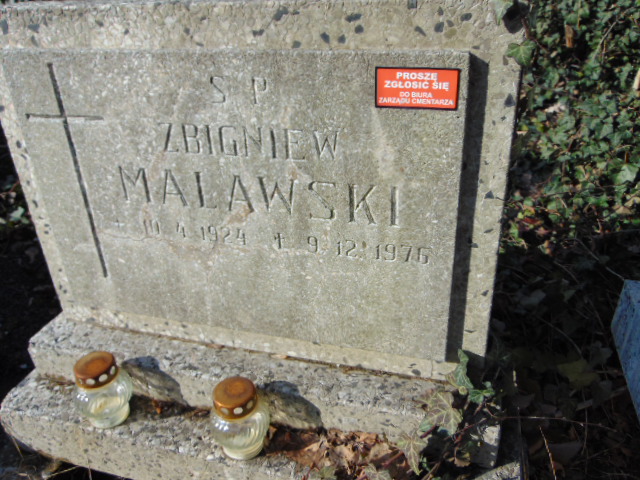 S P
ZBIGNIEW
MALAWSKI
* 10.4.1924 + 9.12.1976
PROSZĘ
ZGŁOSIĆ SIĘ
DO BIURA
ZARZĄDU CMENTARZA